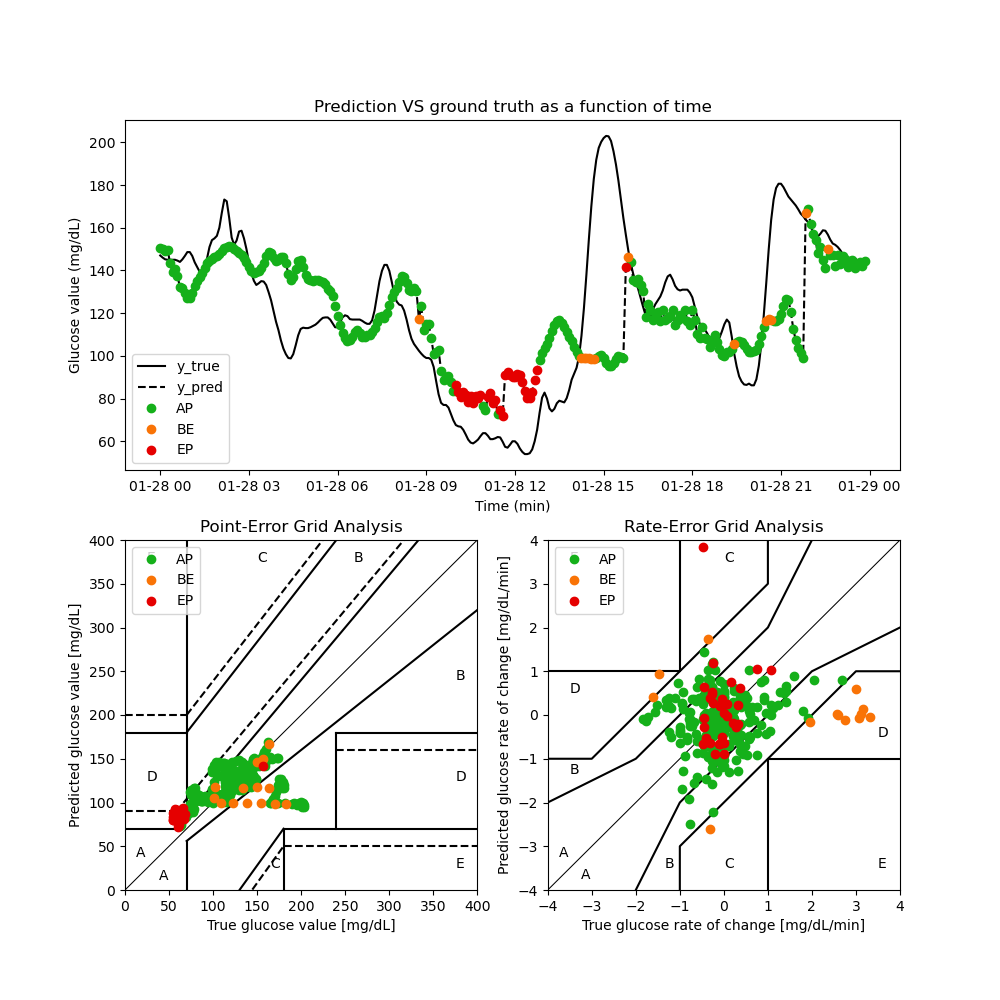 Prediction VS ground truth as a function of time
Glucose value (mg/dL)
200
180
160
140
120
100
80
60
y_true
y_pred
AP
BE
EP
01-28 00 01-28 03 01-28 06 01-28 09 01-28 12 01-28 15 01-28 18 01-28 21 01-29 00
Time (min)
Point-Error Grid Analysis
Predicted glucose value [mg/dL]
400
350
300
250
200
150
100
50
0
AP
BE
EP
C
B
B
D
D
A
A
C
E
0 50 100 150 200 250 300 350 400
True glucose value [mg/dL]
Rate-Error Grid Analysis
Predicted glucose rate of change [mg/dL/min]
4
3
2
1
0
−1
−2
−3
−4
AP
BE
EP
C
D
D
B
A
A
B
C
E
−4 −3 −2 −1 0 1 2 3 4
True glucose rate of change [mg/dL/min]